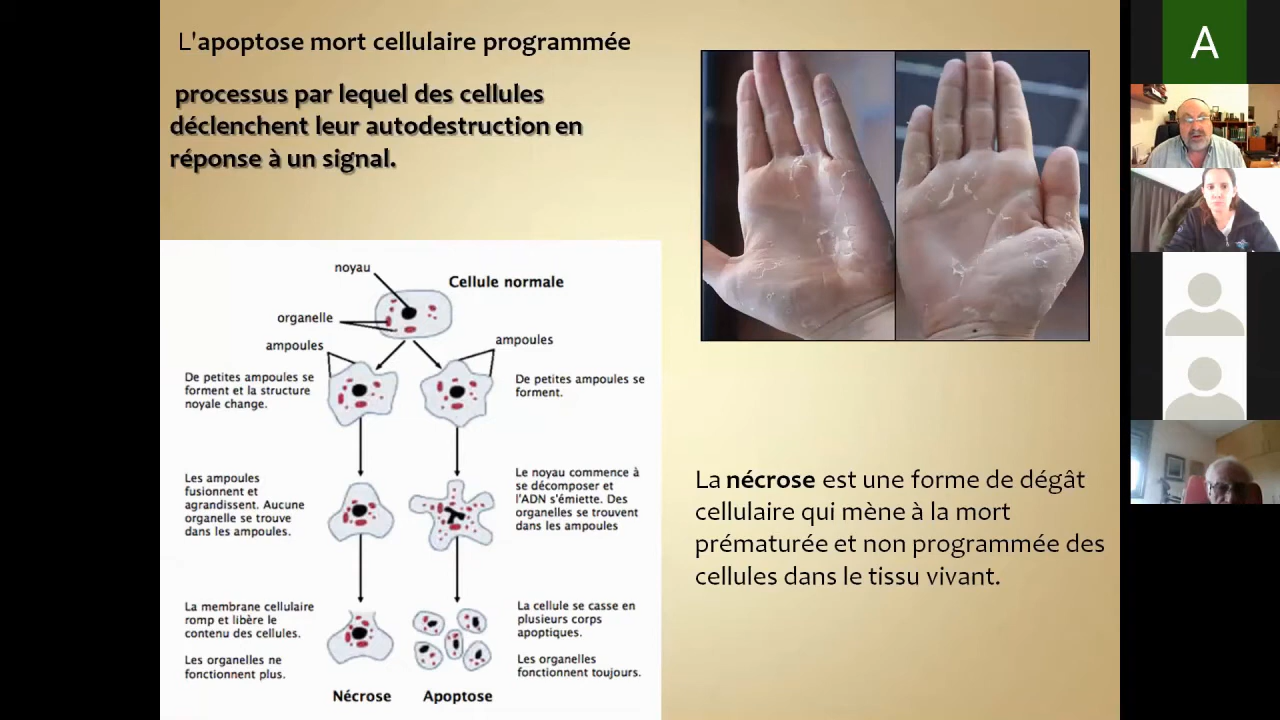 L'apoptose mort cellulaire programmée
processus par lequel des cellules
déclenchent leur autodestruction en
réponse à un signal.
noyau
Cellule normale
organelle
ampoules
ampoules
De petites ampoules se
forment et la structure
noyale change.
De petites ampoules se
forment.
Les ampoules
fusionnent et
agrandissent. Aucune
organelle se trouve
dans les ampoules.
Le noyau commence à
se décomposer et
l'ADN s'émiette. Des
organelles se trouvent
dans les ampoules
La membrane cellulaire
romp et libère le
contenu des cellules.
Les organelles ne
fonctionnent plus.
La cellule se casse en
plusieurs corps
apoptiques.
Les organelles
fonctionnent toujours.
Nécrose
Apoptose
La nécrose est une forme de dégât
cellulaire qui mène à la mort
prématurée et non programmée des
cellules dans le tissu vivant.
A